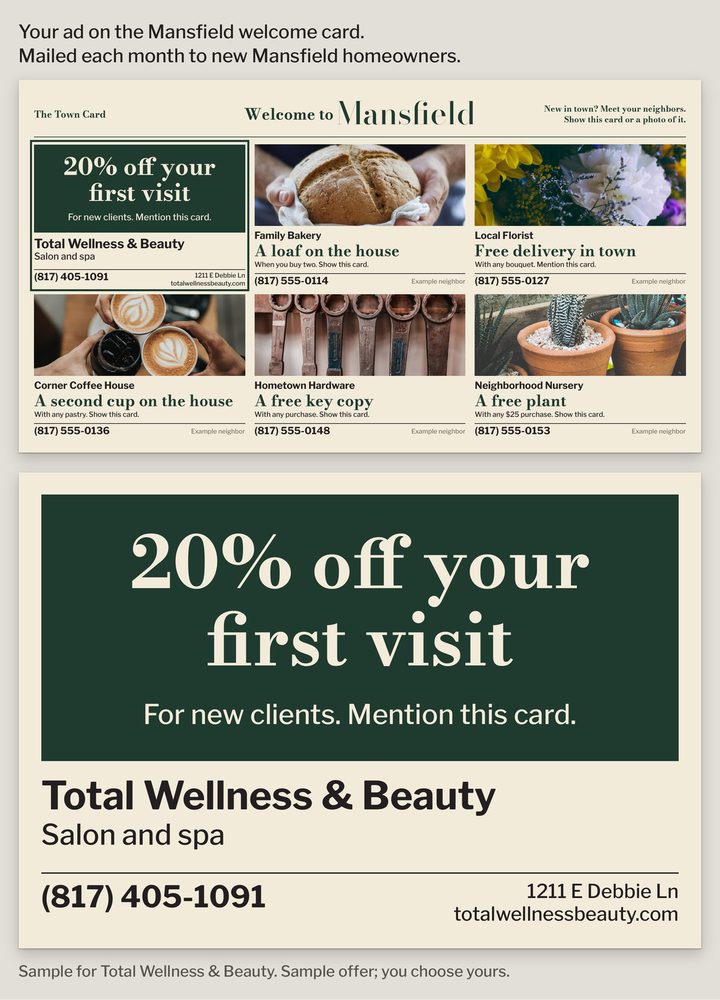 Your ad on the Mansfield welcome card.
Mailed each month to new Mansfield homeowners.
The Town Card
Welcome to Mansfield
New in town? Meet your neighbors.
Show this card or a photo of it.
20% off your
first visit
For new clients. Mention this card.
Total Wellness & Beauty
Salon and spa
(817) 405-1091
1211 E Debbie Ln
totalwellnessbeauty.com
Family Bakery
A loaf on the house
When you buy two. Show this card.
(817) 555-0114
Example neighbor
Local Florist
Free delivery in town
With any bouquet. Mention this card.
(817) 555-0127
Example neighbor
Corner Coffee House
A second cup on the house
With any pastry. Show this card.
(817) 555-0136
Example neighbor
Hometown Hardware
A free key copy
With any purchase. Show this card.
(817) 555-0148
Example neighbor
Neighborhood Nursery
A free plant
With any $25 purchase. Show this card.
(817) 555-0153
Example neighbor
20% off your
first visit
For new clients. Mention this card.
Total Wellness & Beauty
Salon and spa
(817) 405-1091
1211 E Debbie Ln
totalwellnessbeauty.com
Sample for Total Wellness & Beauty. Sample offer; you choose yours.